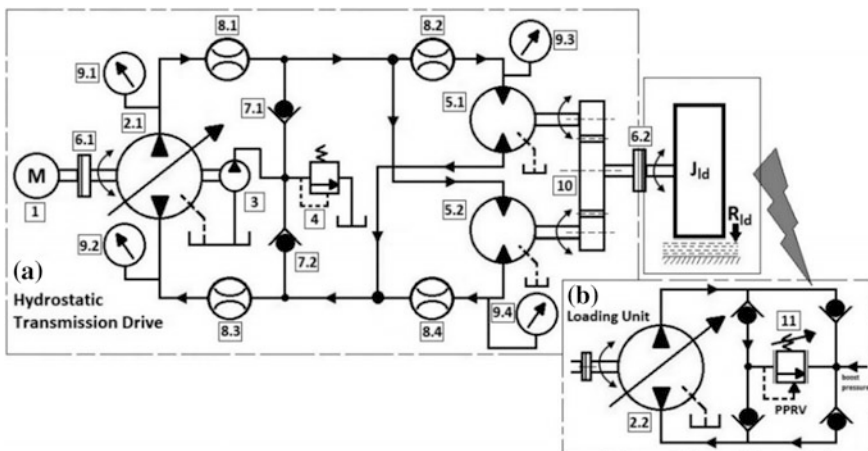 8.1
8.2
9.3
9.1
2.1
6.1
7.1
5.1
6.2
M
1
3
4
10
J_ld
R_ld
9.2
7.2
5.2
(a)
Hydrostatic
Transmission Drive
8.3
8.4
9.4
(b)
Loading Unit
11
boost
pressure
PPRV
2.2